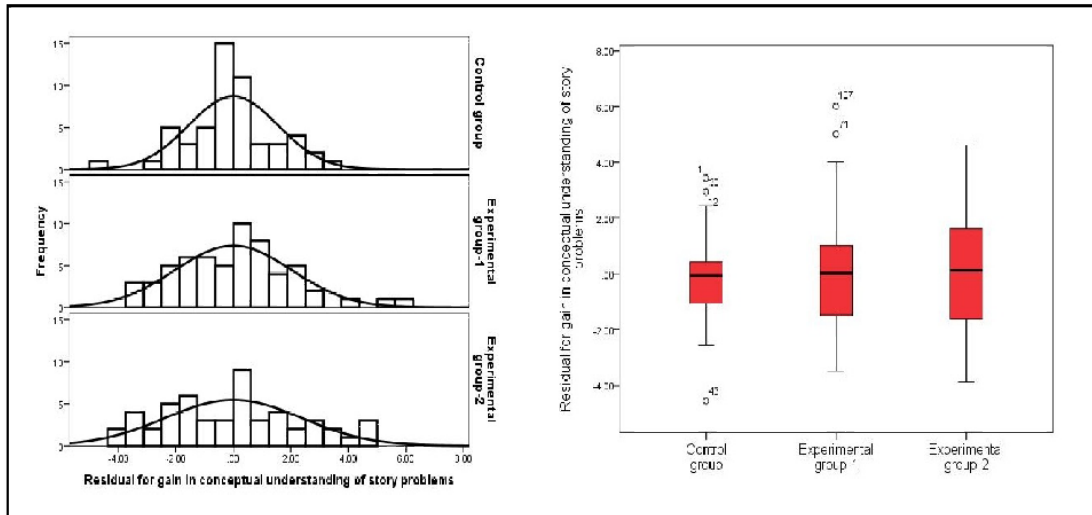 15
10
5
0
Control group
15
10
5
0
Experimental
group-1
15
10
5
0
Experimental
group-2
Frequency
-4.00
-2.00
.00
2.00
4.00
6.00
Residual for gain in conceptual understanding of story problems
8.00
6.00
4.00
2.00
.00
-2.00
-4.00
Residual for gain in conceptual understanding of story
problems
71
1
12
43
Control
group
Experimental
group
Experimenta
group 2